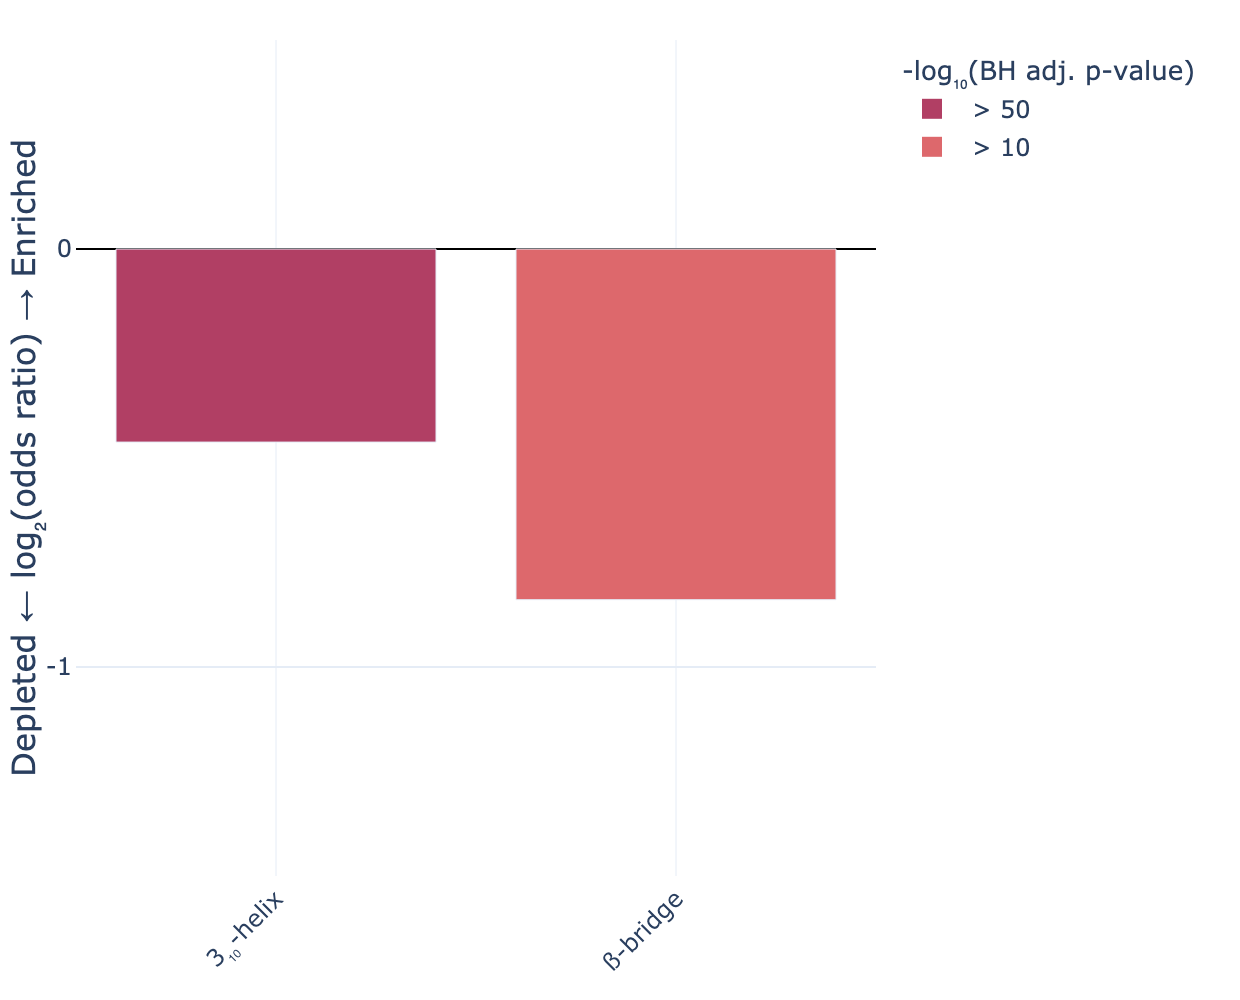 -log₁₀(BH adj. p-value)
> 50
> 10
Depleted ← log₂(odds ratio) → Enriched
0
-1
3₁₀-helix
β-bridge